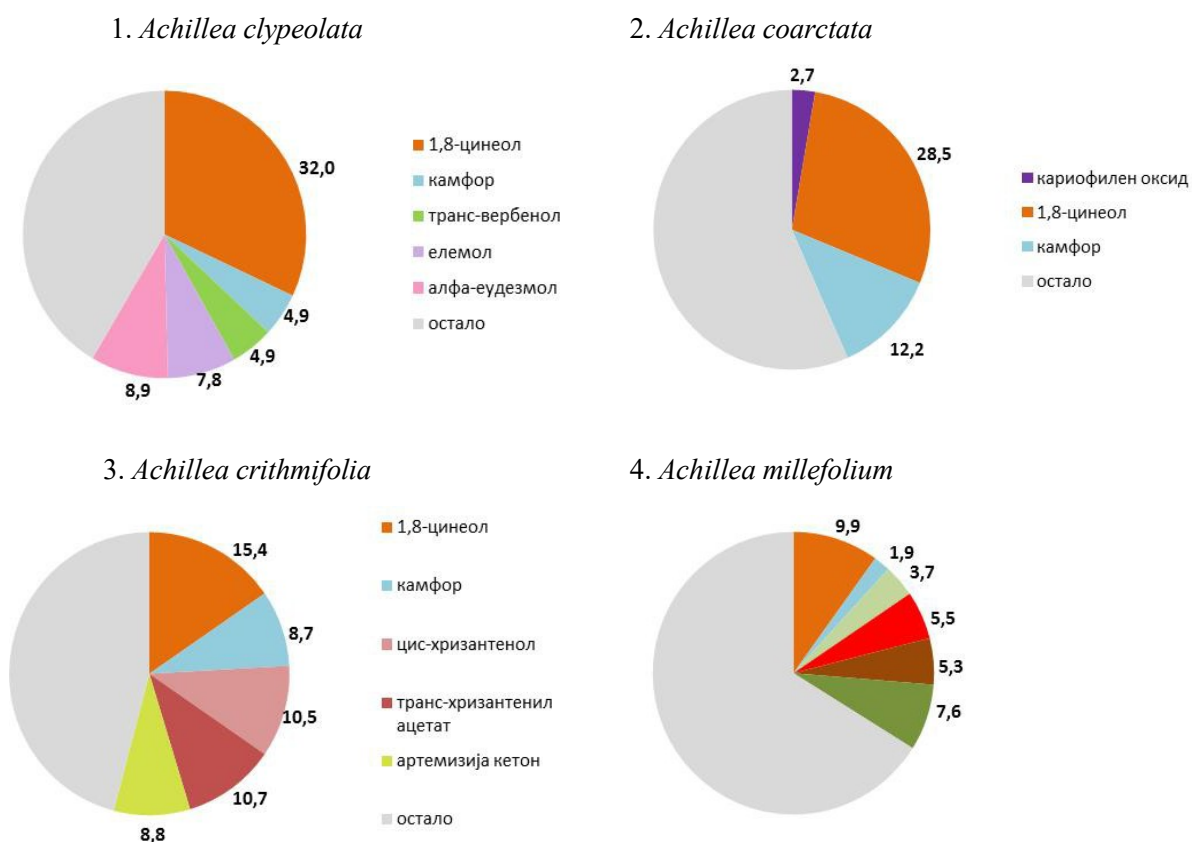 1. Achillea clypeolata
32,0
4,9
4,9
7,8
8,9
1,8-цинеол
камфор
транс-вербенол
елемол
алфа-еудезмол
остало
2. Achillea coarctata
2,7
28,5
12,2
кариофилен оксид
1,8-цинеол
камфор
остало
3. Achillea crithmifolia
15,4
8,7
10,5
10,7
8,8
1,8-цинеол
камфор
цис-хризантенол
транс-хризантенил
ацетат
артемизија кетон
остало
4. Achillea millefolium
9,9
1,9
3,7
5,5
5,3
7,6